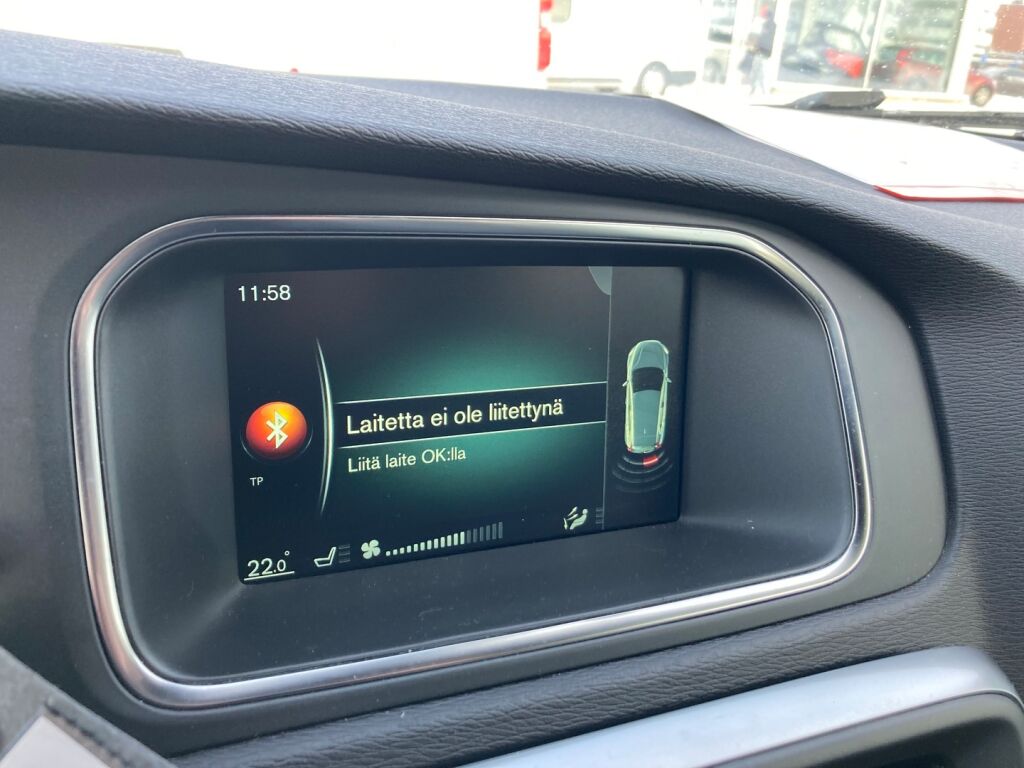 11:58
Laitetta ei ole liitettynä
Liitä laite OK:lla
TP
22.0°